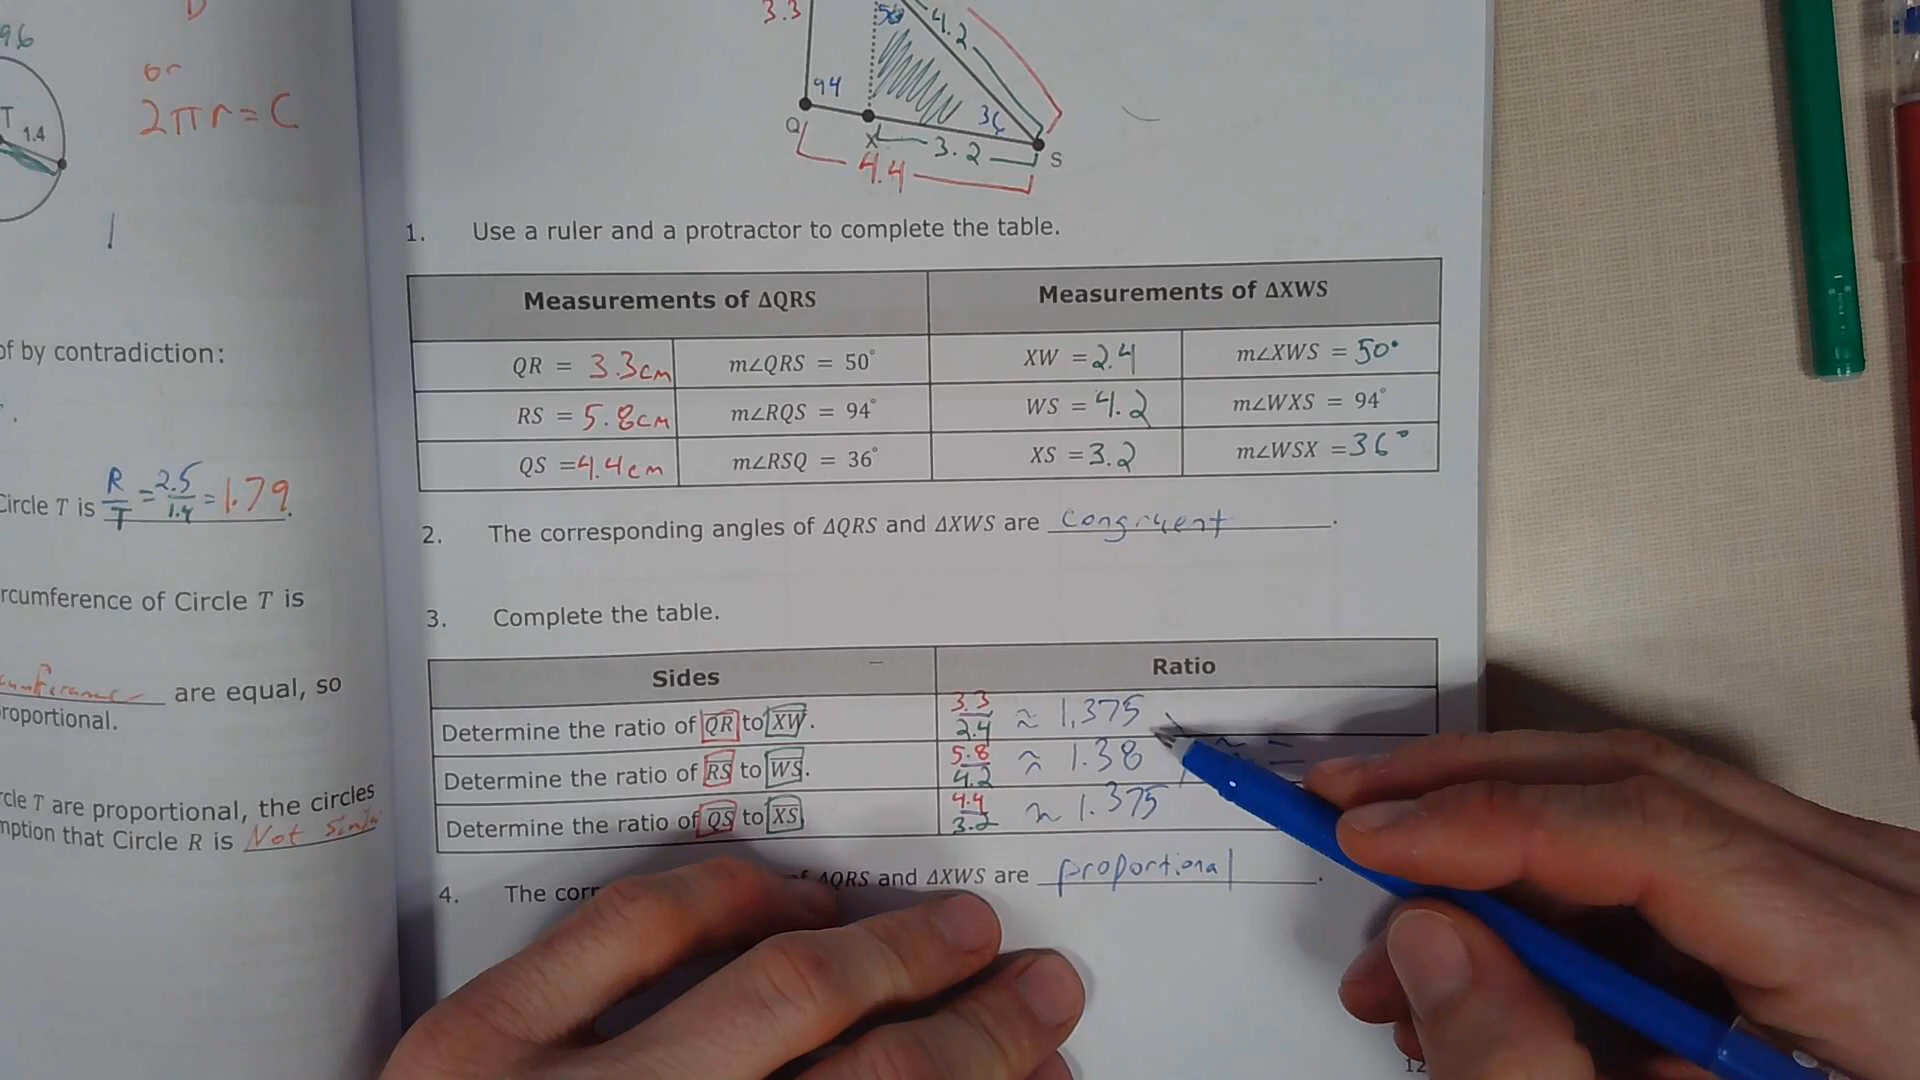 96
or
2πr = C
T
1.4
of by contradiction:
Circle T is R/T = 2.5/1.4 = 1.79.
rcumference of Circle T is
are equal, so
roportional.
rcle T are proportional, the circles
mption that Circle R is Not
3.3
50
4.2
94
36
Q
X
3.2
S
4.4
1. Use a ruler and a protractor to complete the table.
Measurements of ΔQRS Measurements of ΔXWS
QR = 3.3cm m∠QRS = 50° XW = 2.4 m∠XWS = 50°
RS = 5.8cm m∠RQS = 94° WS = 4.2 m∠WXS = 94°
QS = 4.4cm m∠RSQ = 36° XS = 3.2 m∠WSX = 36°
2. The corresponding angles of ΔQRS and ΔXWS are congruent.
3. Complete the table.
Sides Ratio
Determine the ratio of QR to XW. 3.3/2.4 ≈ 1.375
Determine the ratio of RS to WS. 5.8/4.2 ≈ 1.38
Determine the ratio of QS to XS. 4.4/3.2 ≈ 1.375
4. The corr ΔQRS and ΔXWS are proportional.
12